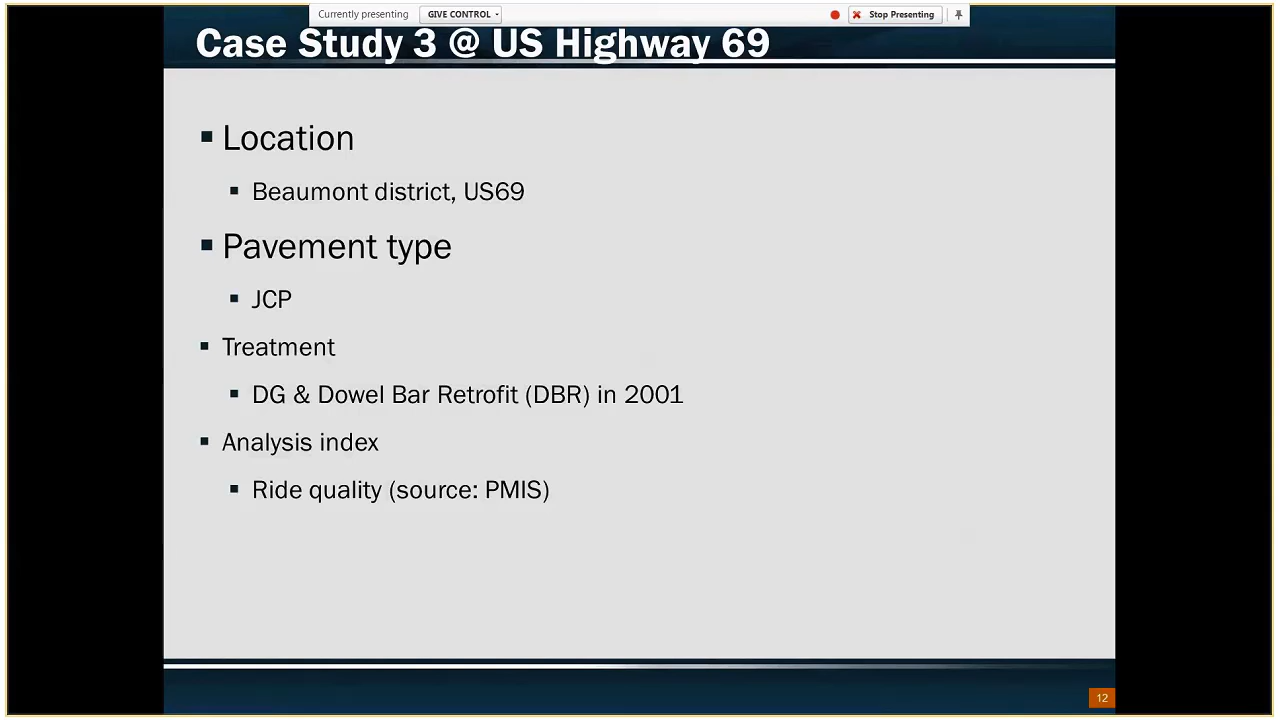 Currently presenting GIVE CONTROL Stop Presenting
Case Study 3 @ US Highway 69
Location
Beaumont district, US69
Pavement type
JCP
Treatment
DG & Dowel Bar Retrofit (DBR) in 2001
Analysis index
Ride quality (source: PMIS)
12